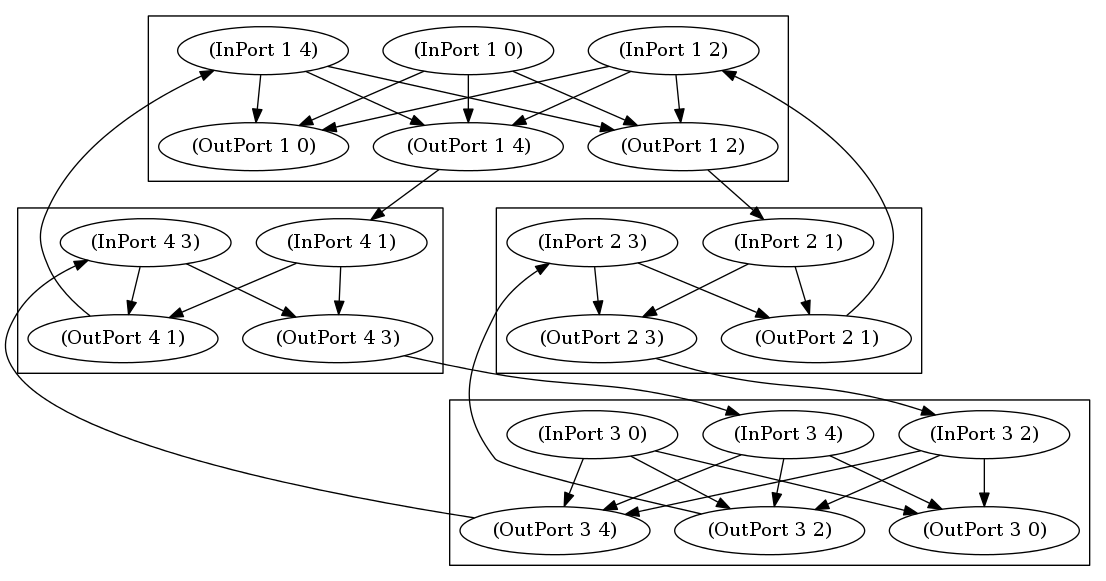 (InPort 1 4) (InPort 1 0) (InPort 1 2)
(OutPort 1 0) (OutPort 1 4) (OutPort 1 2)
(InPort 4 3) (InPort 4 1) (InPort 2 3) (InPort 2 1)
(OutPort 4 1) (OutPort 4 3) (OutPort 2 3) (OutPort 2 1)
(InPort 3 0) (InPort 3 4) (InPort 3 2)
(OutPort 3 4) (OutPort 3 2) (OutPort 3 0)